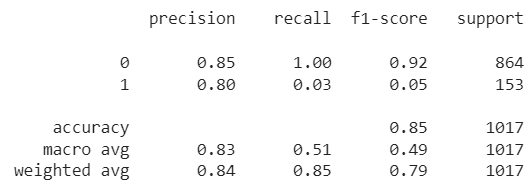 precision recall f1-score support
0 0.85 1.00 0.92 864
1 0.80 0.03 0.05 153
accuracy 0.85 1017
macro avg 0.83 0.51 0.49 1017
weighted avg 0.84 0.85 0.79 1017